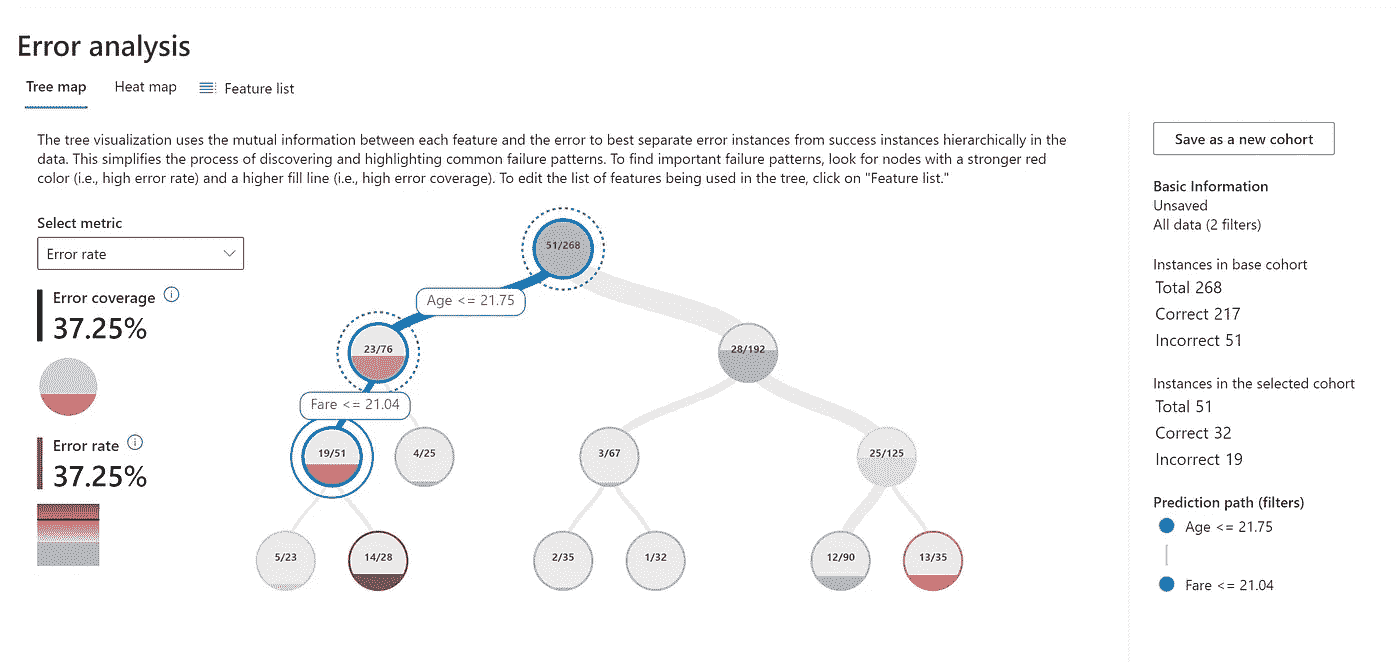 Error analysis
Tree map
Heat map
Feature list
The tree visualization uses the mutual information between each feature and the error to best separate error instances from success instances hierarchically in the
data. This simplifies the process of discovering and highlighting common failure patterns. To find important failure patterns, look for nodes with a stronger red
color (i.e., high error rate) and a higher fill line (i.e., high error coverage). To edit the list of features being used in the tree, click on "Feature list."
Select metric
Error rate
Error coverage
37.25%
Error rate
37.25%
51/268
Age <= 21.75
23/76
28/192
Fare <= 21.04
19/51
4/25
3/67
25/125
5/23
14/28
2/35
1/32
12/90
13/35
Save as a new cohort
Basic Information
Unsaved
All data (2 filters)
Instances in base cohort
Total 268
Correct 217
Incorrect 51
Instances in the selected cohort
Total 51
Correct 32
Incorrect 19
Prediction path (filters)
Age <= 21.75
Fare <= 21.04